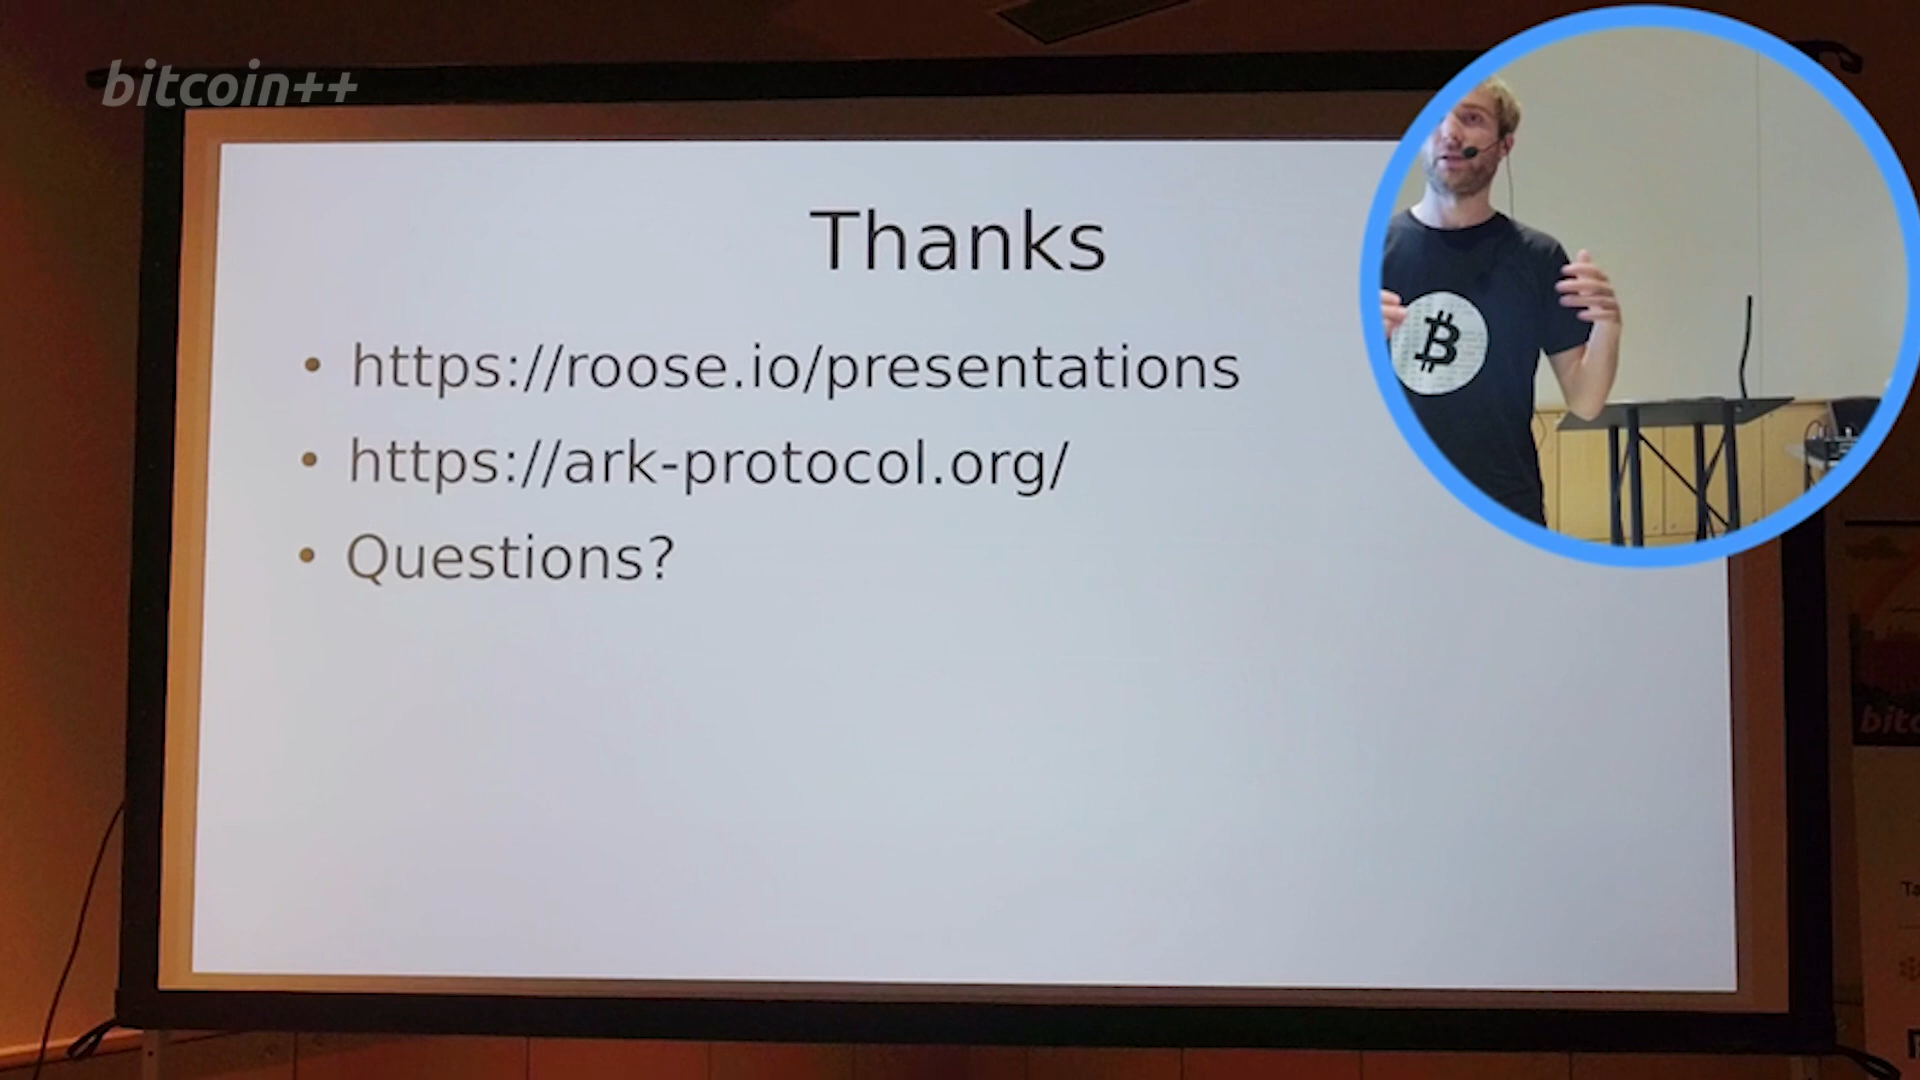 bitcoin++
Thanks
• https://roose.io/presentations
• https://ark-protocol.org/
• Questions?